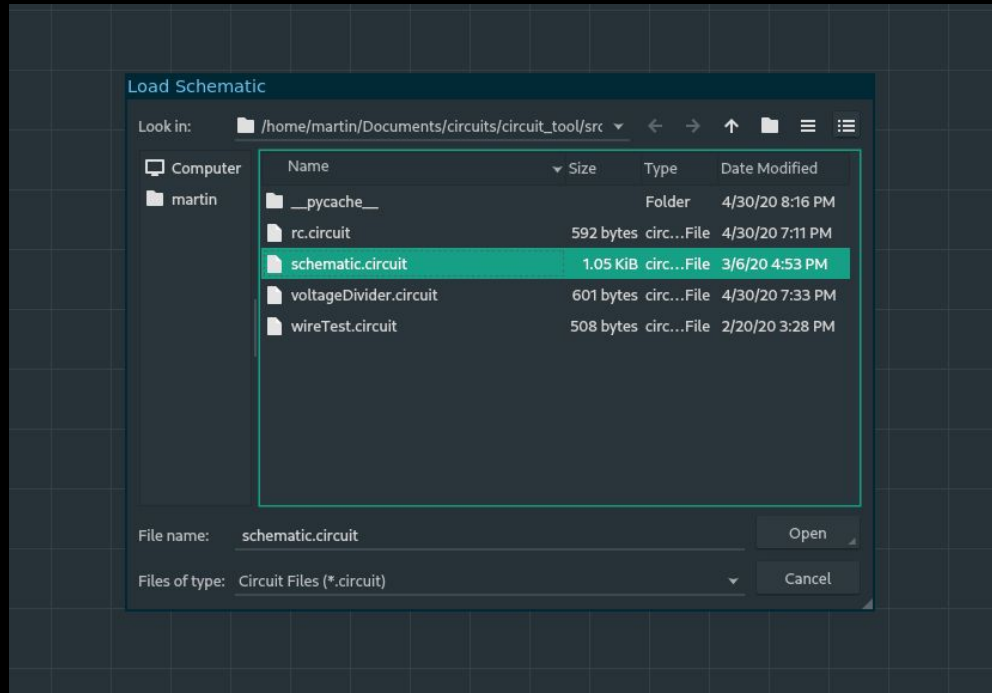 Load Schematic
Look in: /home/martin/Documents/circuits/circuit_tool/src
Computer
martin
Name Size Type Date Modified
__pycache__ Folder 4/30/20 8:16 PM
rc.circuit 592 bytes circ...File 4/30/20 7:11 PM
schematic.circuit 1.05 KiB circ...File 3/6/20 4:53 PM
voltageDivider.circuit 601 bytes circ...File 4/30/20 7:33 PM
wireTest.circuit 508 bytes circ...File 2/20/20 3:28 PM
File name: schematic.circuit Open
Files of type: Circuit Files (*.circuit) Cancel